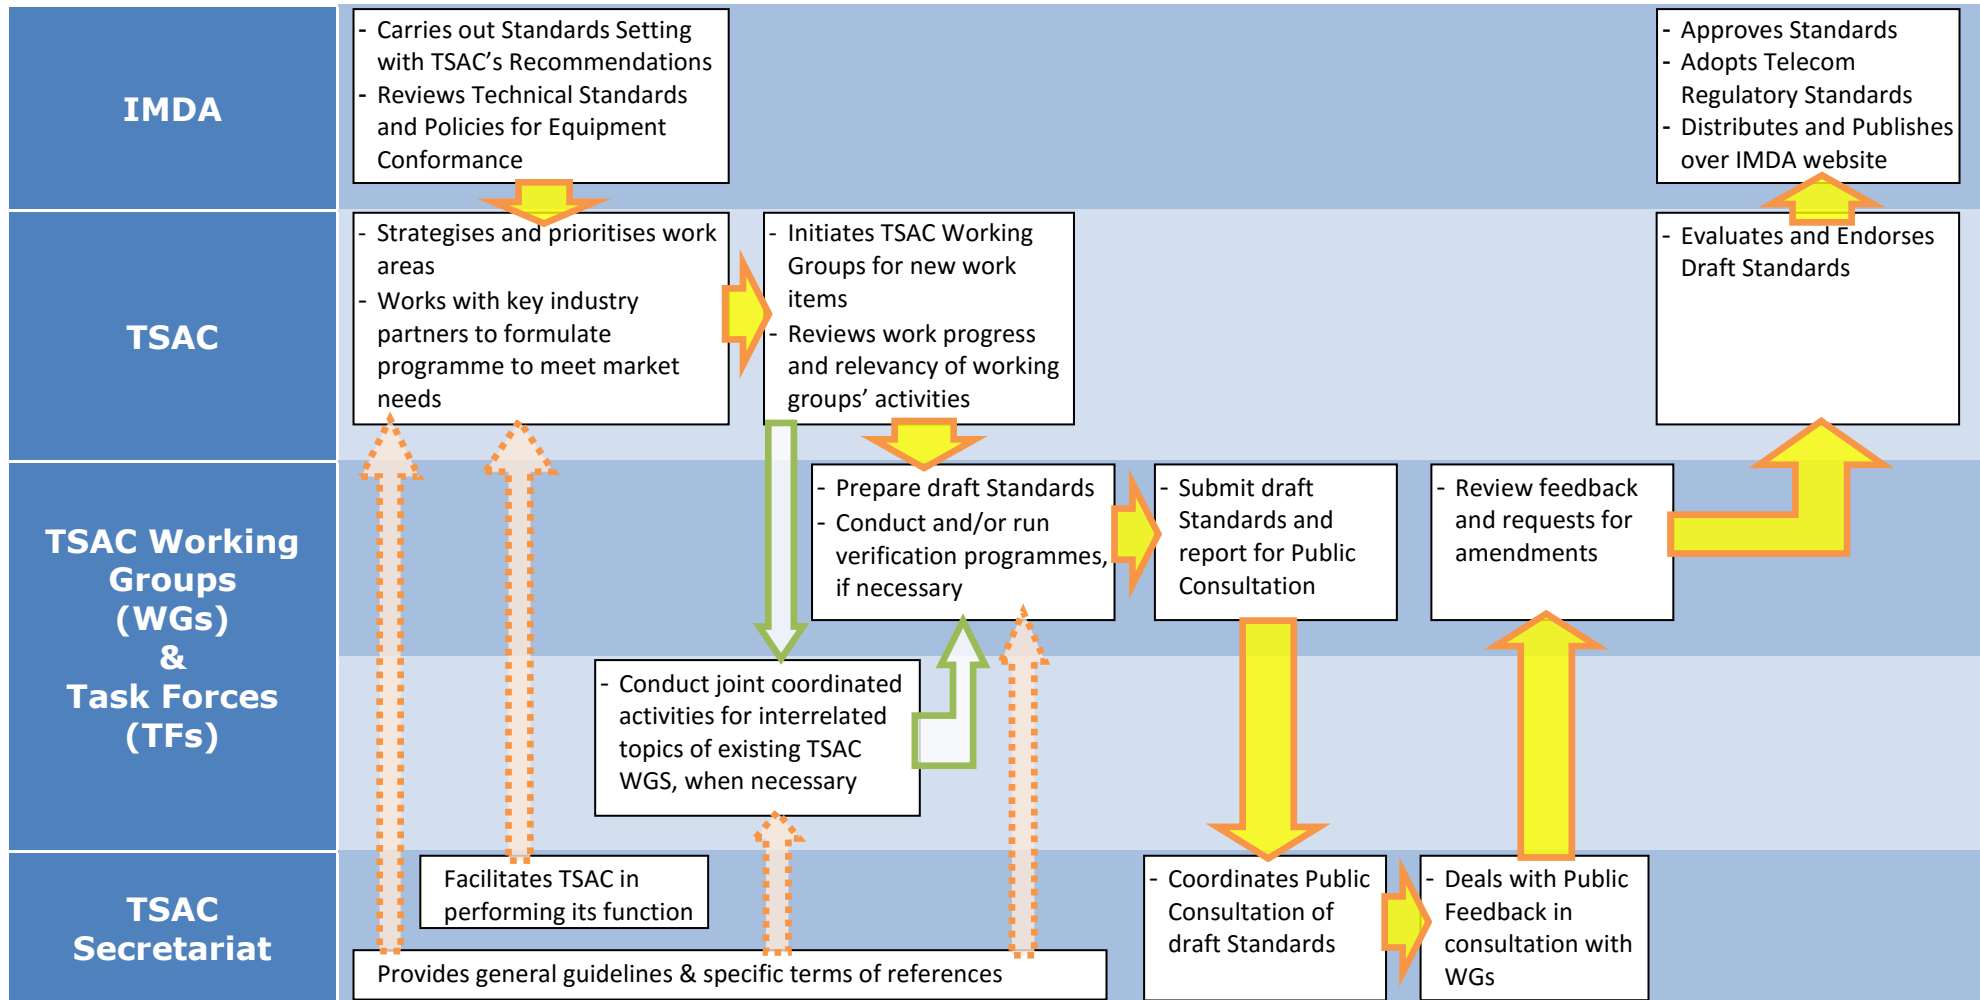 IMDA
- Carries out Standards Setting
with TSAC’s Recommendations
- Reviews Technical Standards
and Policies for Equipment
Conformance
- Approves Standards
- Adopts Telecom
Regulatory Standards
- Distributes and Publishes
over IMDA website
TSAC
- Strategises and prioritises work
areas
- Works with key industry
partners to formulate
programme to meet market
needs
- Initiates TSAC Working
Groups for new work
items
- Reviews work progress
and relevancy of working
groups’ activities
- Evaluates and Endorses
Draft Standards
TSAC Working
Groups
(WGs)
&
Task Forces
(TFs)
- Prepare draft Standards
- Conduct and/or run
verification programmes,
if necessary
- Submit draft
Standards and
report for Public
Consultation
- Review feedback
and requests for
amendments
- Conduct joint coordinated
activities for interrelated
topics of existing TSAC
WGS, when necessary
TSAC
Secretariat
Facilitates TSAC in
performing its function
Provides general guidelines & specific terms of references
- Coordinates Public
Consultation of
draft Standards
- Deals with Public
Feedback in
consultation with
WGs